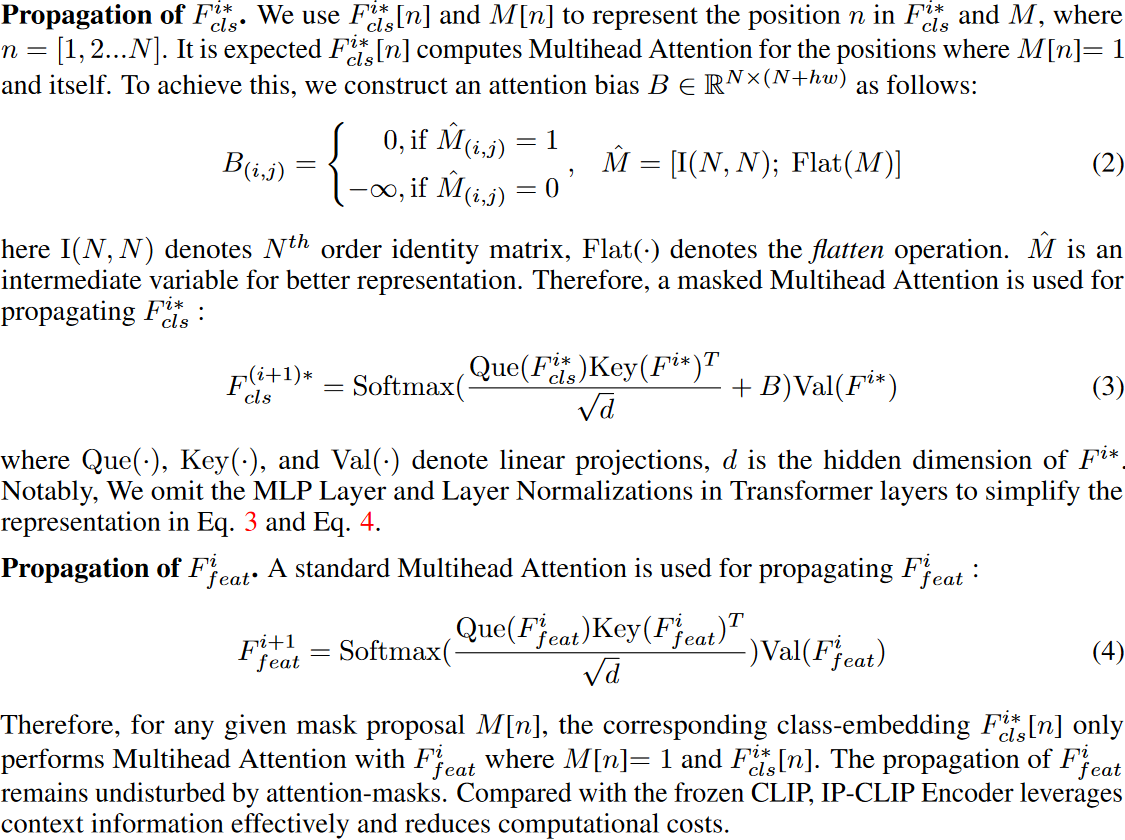 Propagation of $F_{cls}^{i*}$. We use $F_{cls}^{i*}[n]$ and $M[n]$ to represent the position $n$ in $F_{cls}^{i*}$ and $M$, where
$n = [1, 2...N]$. It is expected $F_{cls}^{i*}[n]$ computes Multihead Attention for the positions where $M[n]= 1$
and itself. To achieve this, we construct an attention bias $B \in \mathbb{R}^{N\times(N+hw)}$ as follows:
$B_{(i,j)} = \begin{cases} 0, \text{if } \hat{M}_{(i,j)} = 1 \\ -\infty, \text{if } \hat{M}_{(i,j)} = 0 \end{cases}, \quad \hat{M} = [\mathrm{I}(N, N);\ \mathrm{Flat}(M)]$ (2)
here $\mathrm{I}(N, N)$ denotes $N^{th}$ order identity matrix, $\mathrm{Flat}(\cdot)$ denotes the flatten operation. $\hat{M}$ is an
intermediate variable for better representation. Therefore, a masked Multihead Attention is used for
propagating $F_{cls}^{i*}$ :
$F_{cls}^{(i+1)*} = \mathrm{Softmax}(\frac{\mathrm{Que}(F_{cls}^{i*})\mathrm{Key}(F^{i*})^T}{\sqrt{d}} + B)\mathrm{Val}(F^{i*})$ (3)
where $\mathrm{Que}(\cdot)$, $\mathrm{Key}(\cdot)$, and $\mathrm{Val}(\cdot)$ denote linear projections, $d$ is the hidden dimension of $F^{i*}$.
Notably, We omit the MLP Layer and Layer Normalizations in Transformer layers to simplify the
representation in Eq. 3 and Eq. 4.
Propagation of $F_{feat}^{i}$. A standard Multihead Attention is used for propagating $F_{feat}^{i}$ :
$F_{feat}^{i+1} = \mathrm{Softmax}(\frac{\mathrm{Que}(F_{feat}^{i})\mathrm{Key}(F_{feat}^{i})^T}{\sqrt{d}})\mathrm{Val}(F_{feat}^{i})$ (4)
Therefore, for any given mask proposal $M[n]$, the corresponding class-embedding $F_{cls}^{i*}[n]$ only
performs Multihead Attention with $F_{feat}^{i}$ where $M[n]= 1$ and $F_{cls}^{i*}[n]$. The propagation of $F_{feat}^{i}$
remains undisturbed by attention-masks. Compared with the frozen CLIP, IP-CLIP Encoder leverages
context information effectively and reduces computational costs.